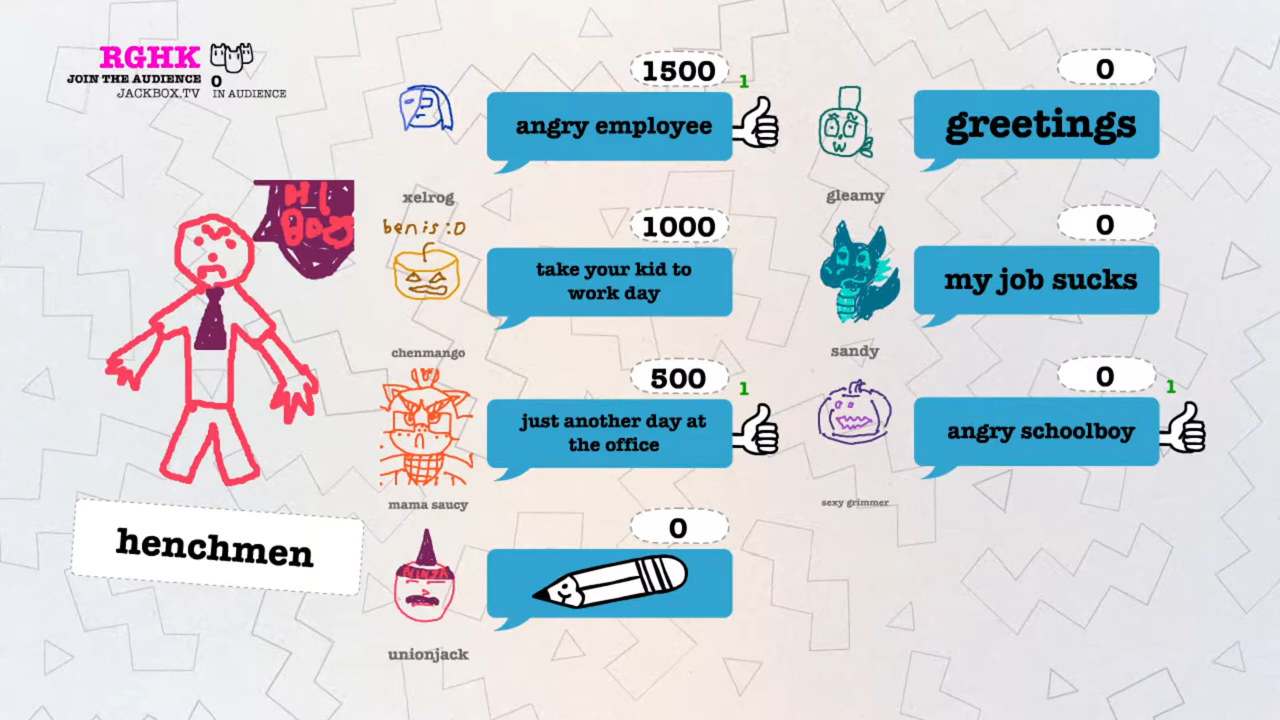 RGHK
JOIN THE AUDIENCE
JACKBOX.TV
0
IN AUDIENCE
HI
BOSS
henchmen
1500
1
angry employee
xelrog
benis :D
1000
take your kid to
work day
chenmango
500
1
just another day at
the office
mama saucy
0
NINZA
unionjack
0
greetings
gleamy
0
my job sucks
sandy
0
1
angry schoolboy
sexy grimmer